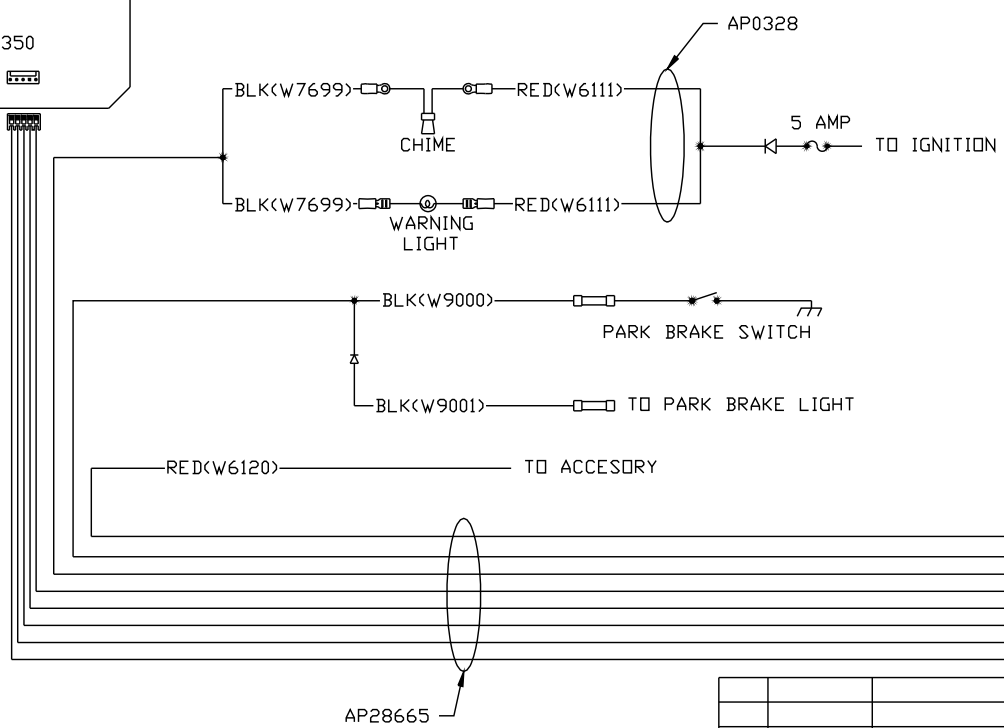 AP0328
350
BLK(W7699)
RED(W6111)
5 AMP
CHIME
TO IGNITION
BLK(W7699)
RED(W6111)
WARNING
LIGHT
BLK(W9000)
PARK BRAKE SWITCH
BLK(W9001)
TO PARK BRAKE LIGHT
RED(W6120)
TO ACCESORY
AP28665